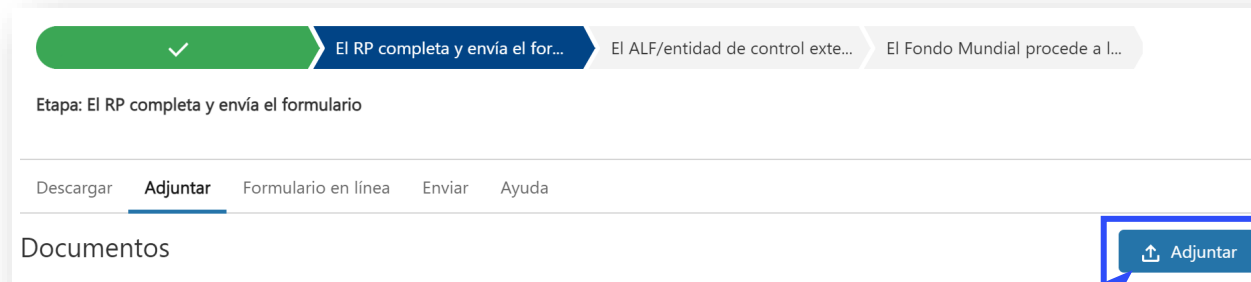 El RP completa y envía el for... El ALF/entidad de control exte... El Fondo Mundial procede a l...
Etapa: El RP completa y envía el formulario
Descargar Adjuntar Formulario en línea Enviar Ayuda
Documentos Adjuntar